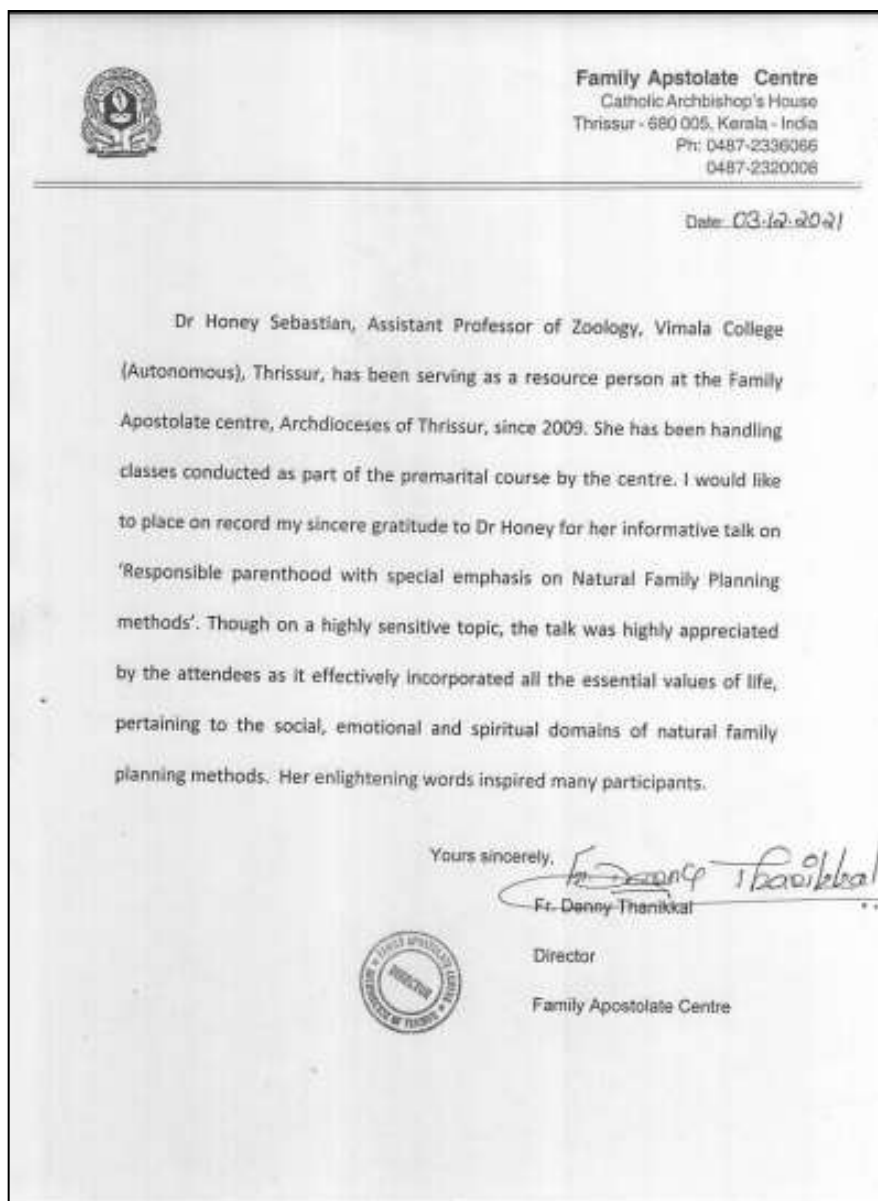 Family Apstolate Centre
Catholic Archbishop's House
Thrissur - 680 005, Kerala - India
Ph: 0487-2336066
0487-2320006
Date: 03-12-2021
Dr Honey Sebastian, Assistant Professor of Zoology, Vimala College
(Autonomous), Thrissur, has been serving as a resource person at the Family
Apostolate centre, Archdioceses of Thrissur, since 2009. She has been handling
classes conducted as part of the premarital course by the centre. I would like
to place on record my sincere gratitude to Dr Honey for her informative talk on
'Responsible parenthood with special emphasis on Natural Family Planning
methods'. Though on a highly sensitive topic, the talk was highly appreciated
by the attendees as it effectively incorporated all the essential values of life,
pertaining to the social, emotional and spiritual domains of natural family
planning methods. Her enlightening words inspired many participants.
Yours sincerely,
Fr. Denny Thanikkal
Director
FAMILY APOSTOLATE CENTRE
DIRECTOR
Family Apostolate Centre